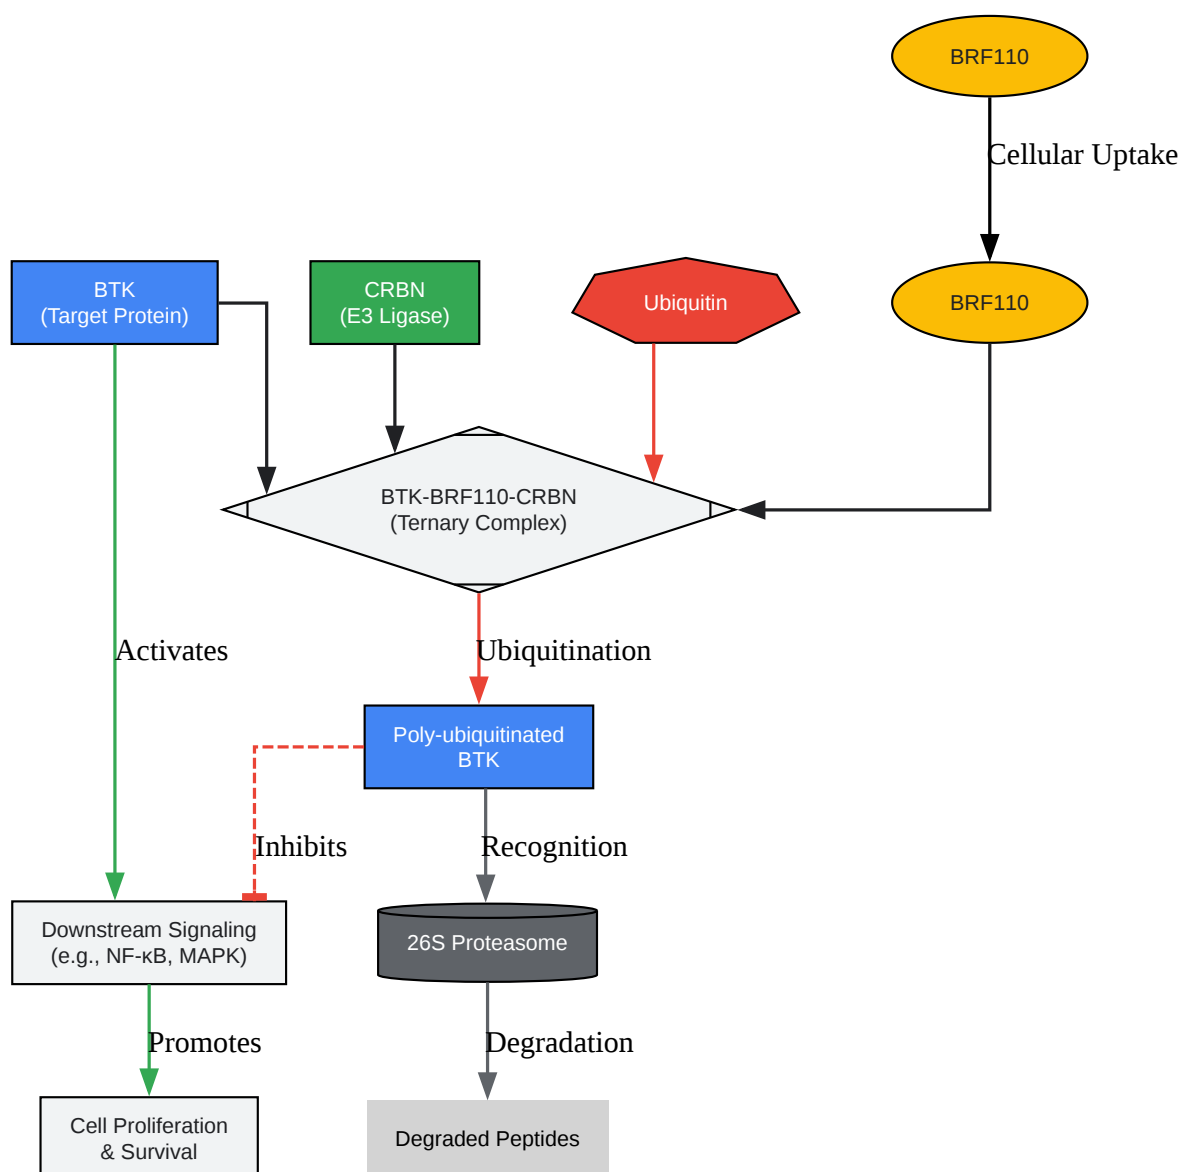 BRF110
Cellular Uptake
BTK
(Target Protein)
CRBN
(E3 Ligase)
Ubiquitin
BRF110
BTK-BRF110-CRBN
(Ternary Complex)
Activates
Ubiquitination
Poly-ubiquitinated
BTK
Inhibits
Recognition
Downstream Signaling
(e.g., NF-κB, MAPK)
26S Proteasome
Promotes
Degradation
Cell Proliferation
& Survival
Degraded Peptides